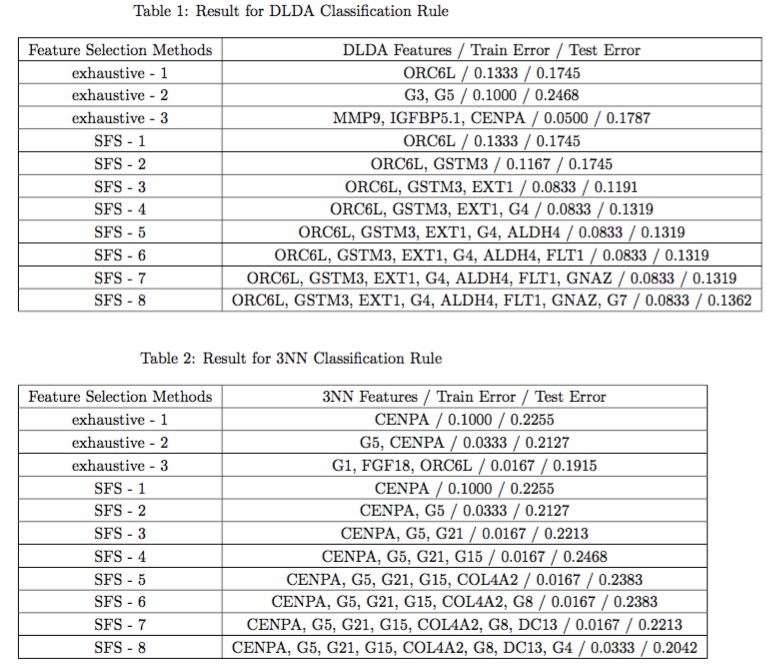 Table 1: Result for DLDA Classification Rule
Feature Selection Methods DLDA Features / Train Error / Test Error
exhaustive - 1 ORC6L / 0.1333 / 0.1745
exhaustive - 2 G3, G5 / 0.1000 / 0.2468
exhaustive - 3 MMP9, IGFBP5.1, CENPA / 0.0500 / 0.1787
SFS - 1 ORC6L / 0.1333 / 0.1745
SFS - 2 ORC6L, GSTM3 / 0.1167 / 0.1745
SFS - 3 ORC6L, GSTM3, EXT1 / 0.0833 / 0.1191
SFS - 4 ORC6L, GSTM3, EXT1, G4 / 0.0833 / 0.1319
SFS - 5 ORC6L, GSTM3, EXT1, G4, ALDH4 / 0.0833 / 0.1319
SFS - 6 ORC6L, GSTM3, EXT1, G4, ALDH4, FLT1 / 0.0833 / 0.1319
SFS - 7 ORC6L, GSTM3, EXT1, G4, ALDH4, FLT1, GNAZ / 0.0833 / 0.1319
SFS - 8 ORC6L, GSTM3, EXT1, G4, ALDH4, FLT1, GNAZ, G7 / 0.0833 / 0.1362
Table 2: Result for 3NN Classification Rule
Feature Selection Methods 3NN Features / Train Error / Test Error
exhaustive - 1 CENPA / 0.1000 / 0.2255
exhaustive - 2 G5, CENPA / 0.0333 / 0.2127
exhaustive - 3 G1, FGF18, ORC6L / 0.0167 / 0.1915
SFS - 1 CENPA / 0.1000 / 0.2255
SFS - 2 CENPA, G5 / 0.0333 / 0.2127
SFS - 3 CENPA, G5, G21 / 0.0167 / 0.2213
SFS - 4 CENPA, G5, G21, G15 / 0.0167 / 0.2468
SFS - 5 CENPA, G5, G21, G15, COL4A2 / 0.0167 / 0.2383
SFS - 6 CENPA, G5, G21, G15, COL4A2, G8 / 0.0167 / 0.2383
SFS - 7 CENPA, G5, G21, G15, COL4A2, G8, DC13 / 0.0167 / 0.2213
SFS - 8 CENPA, G5, G21, G15, COL4A2, G8, DC13, G4 / 0.0333 / 0.2042